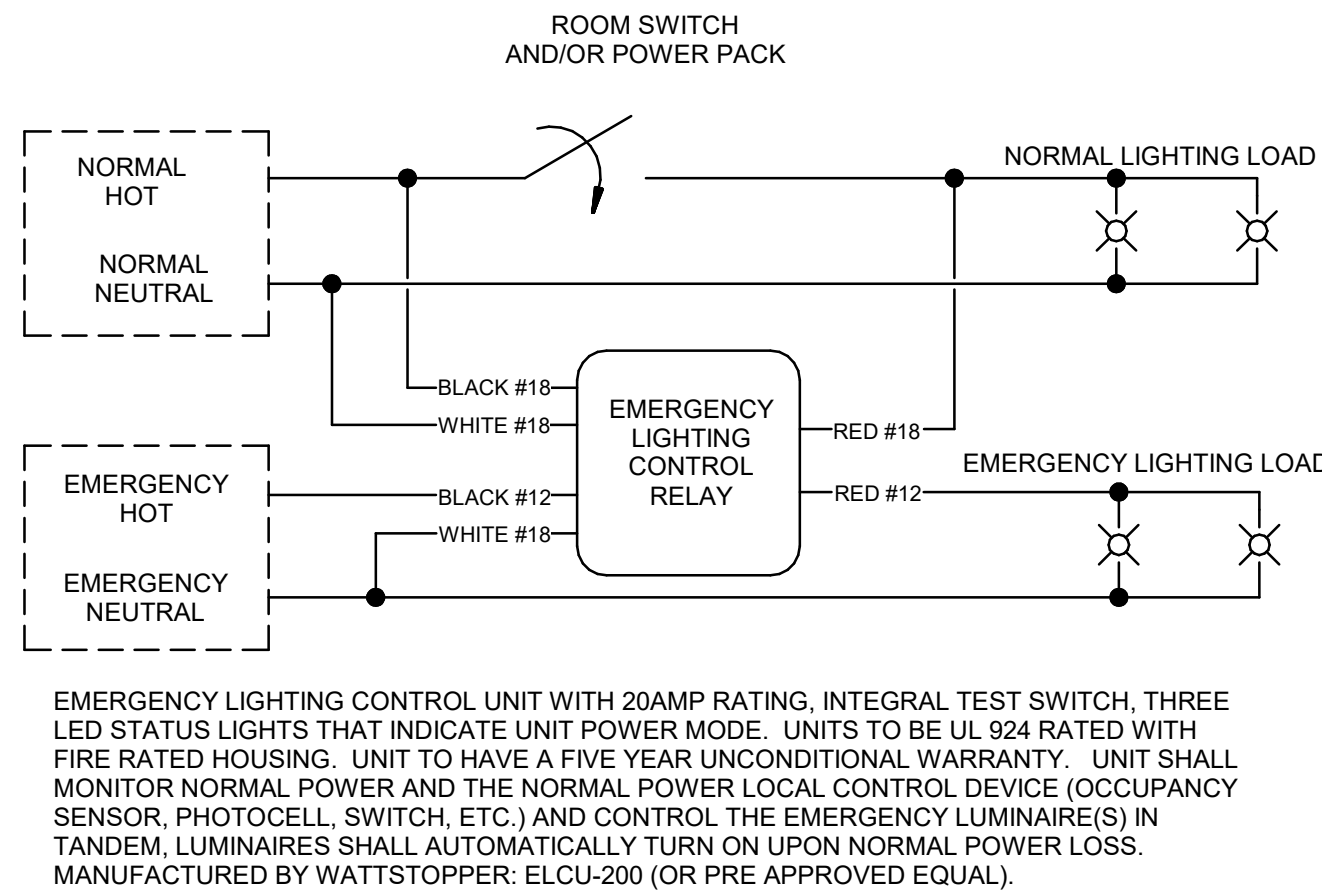 ROOM SWITCH
AND/OR POWER PACK
NORMAL
HOT
NORMAL LIGHTING LOAD
NORMAL
NEUTRAL
BLACK #18
WHITE #18
EMERGENCY
LIGHTING
CONTROL
RELAY
RED #18
EMERGENCY LIGHTING LOAD
EMERGENCY
HOT
BLACK #12
RED #12
WHITE #18
EMERGENCY
NEUTRAL
EMERGENCY LIGHTING CONTROL UNIT WITH 20AMP RATING, INTEGRAL TEST SWITCH, THREE
LED STATUS LIGHTS THAT INDICATE UNIT POWER MODE. UNITS TO BE UL 924 RATED WITH
FIRE RATED HOUSING. UNIT TO HAVE A FIVE YEAR UNCONDITIONAL WARRANTY. UNIT SHALL
MONITOR NORMAL POWER AND THE NORMAL POWER LOCAL CONTROL DEVICE (OCCUPANCY
SENSOR, PHOTOCELL, SWITCH, ETC.) AND CONTROL THE EMERGENCY LUMINAIRE(S) IN
TANDEM, LUMINAIRES SHALL AUTOMATICALLY TURN ON UPON NORMAL POWER LOSS.
MANUFACTURED BY WATTSTOPPER: ELCU-200 (OR PRE APPROVED EQUAL).